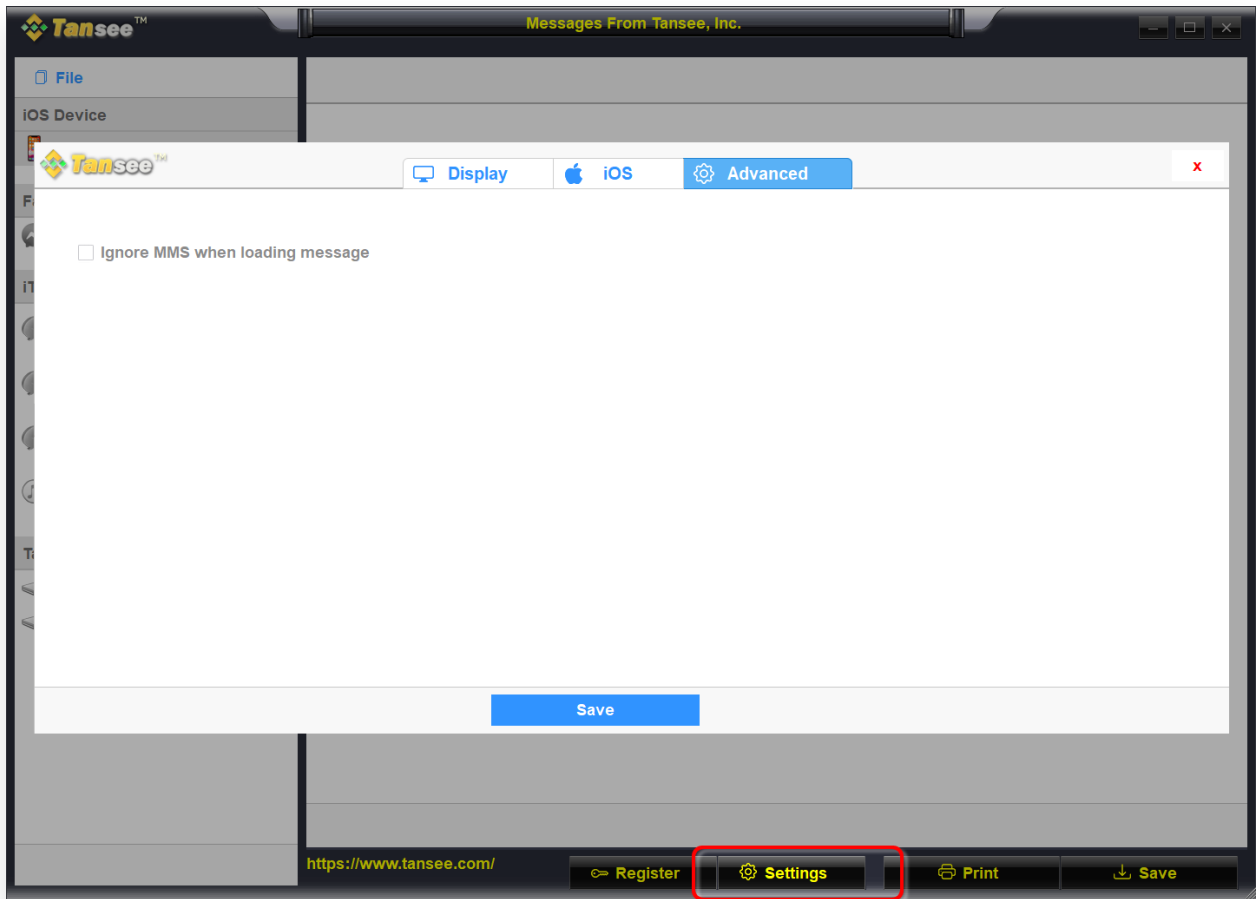 Tansee™
Messages From Tansee, Inc.
File
iOS Device
Tansee™
Display
iOS
Advanced
x
Ignore MMS when loading message
Save
https://www.tansee.com/
Register
Settings
Print
Save